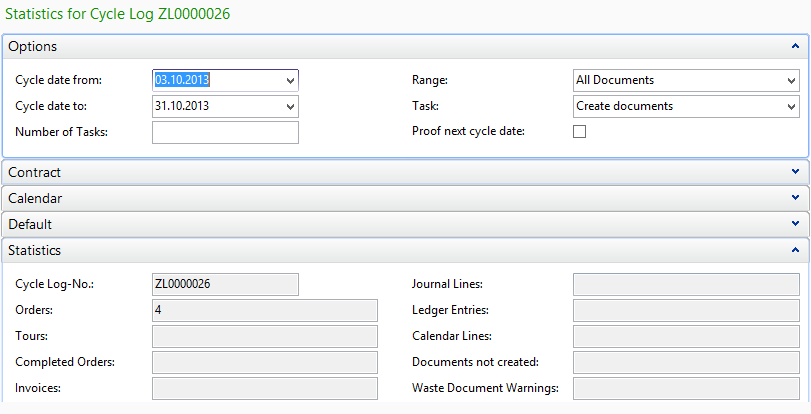 Statistics for Cycle Log ZL0000026
Options
Cycle date from: 03.10.2013 Range: All Documents
Cycle date to: 31.10.2013 Task: Create documents
Number of Tasks: Proof next cycle date:
Contract
Calendar
Default
Statistics
Cycle Log-No.: ZL0000026 Journal Lines:
Orders: 4 Ledger Entries:
Tours: Calendar Lines:
Completed Orders: Documents not created:
Invoices: Waste Document Warnings: